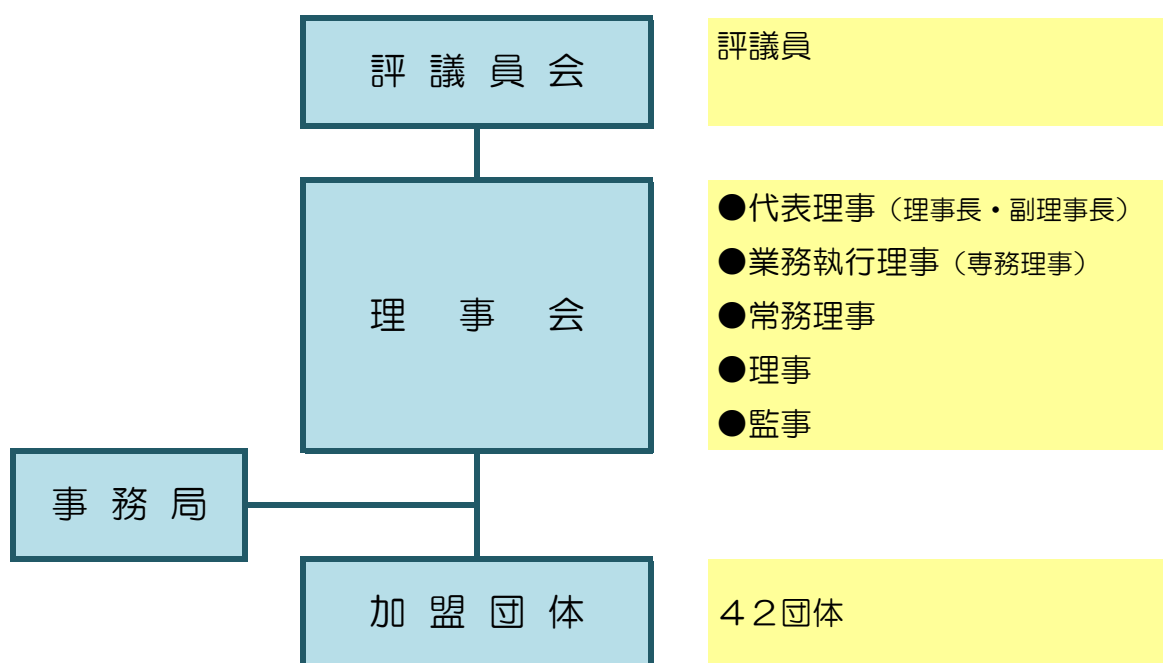 評議員会
評議員
理事会
●代表理事（理事長・副理事長）
●業務執行理事（専務理事）
●常務理事
●理事
●監事
事務局
加盟団体
４２団体